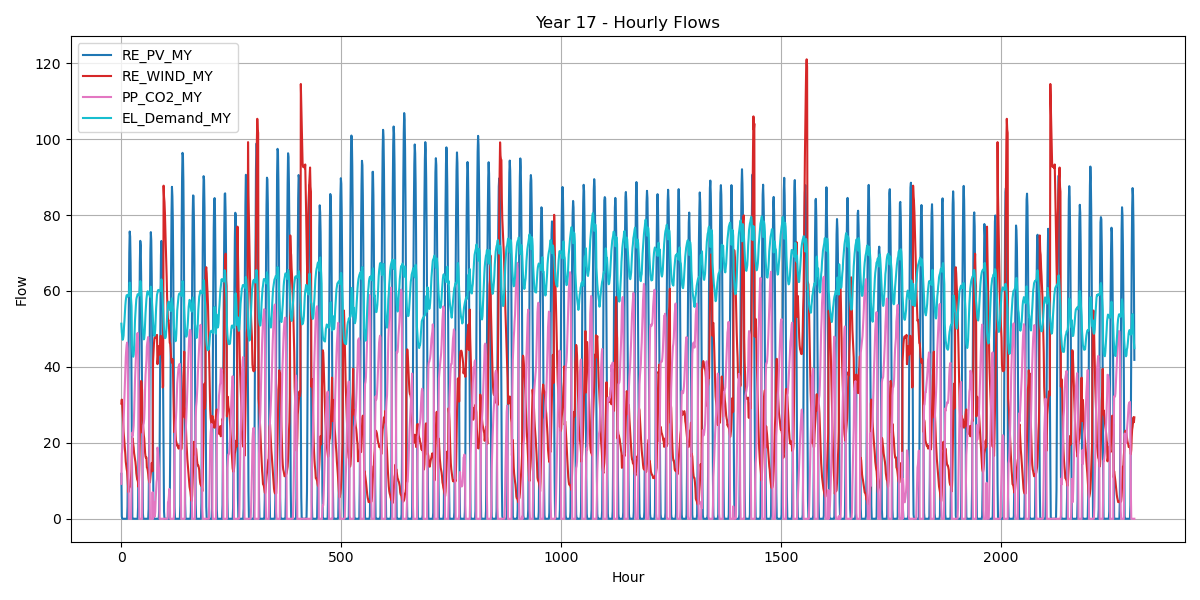 Year 17 - Hourly Flows
RE_PV_MY
RE_WIND_MY
PP_CO2_MY
EL_Demand_MY
Flow
120
100
80
60
40
20
0
0 500 1000 1500 2000
Hour